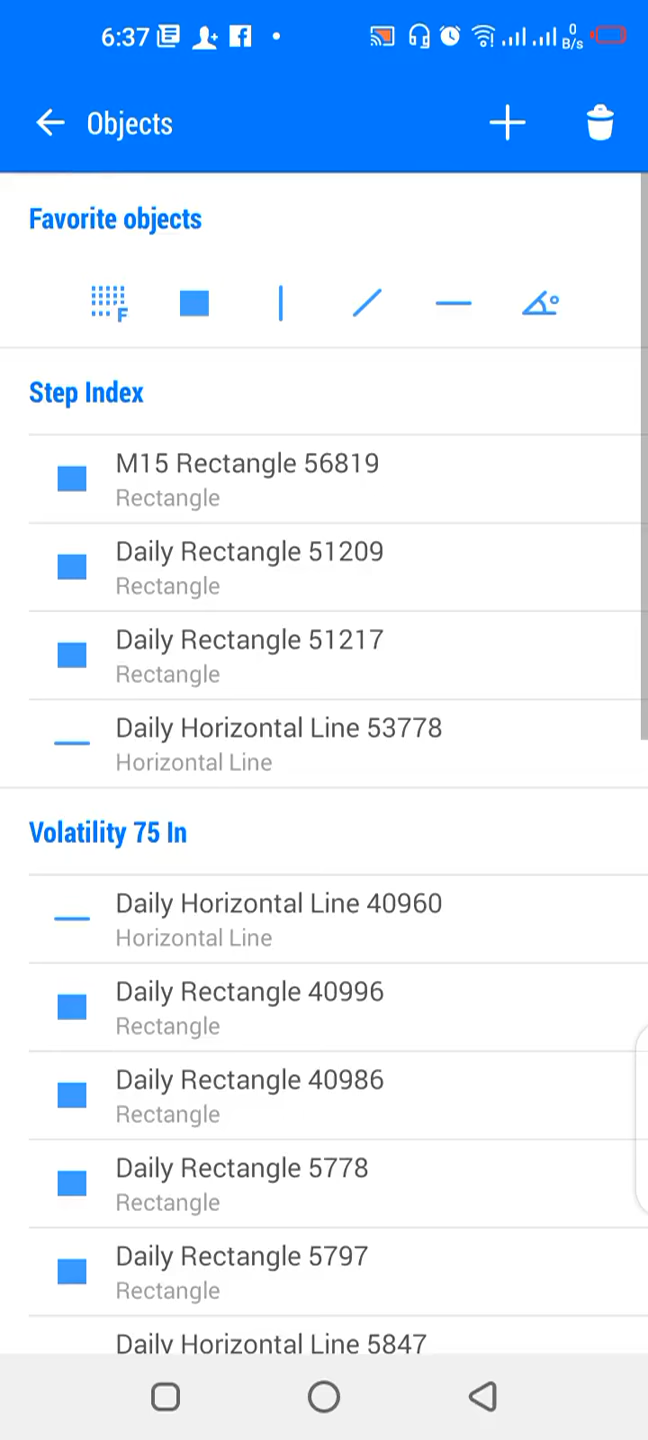 6:37
0
B/s
Objects
Favorite objects
F
Step Index
M15 Rectangle 56819
Rectangle
Daily Rectangle 51209
Rectangle
Daily Rectangle 51217
Rectangle
Daily Horizontal Line 53778
Horizontal Line
Volatility 75 In
Daily Horizontal Line 40960
Horizontal Line
Daily Rectangle 40996
Rectangle
Daily Rectangle 40986
Rectangle
Daily Rectangle 5778
Rectangle
Daily Rectangle 5797
Rectangle
Daily Horizontal Line 5847